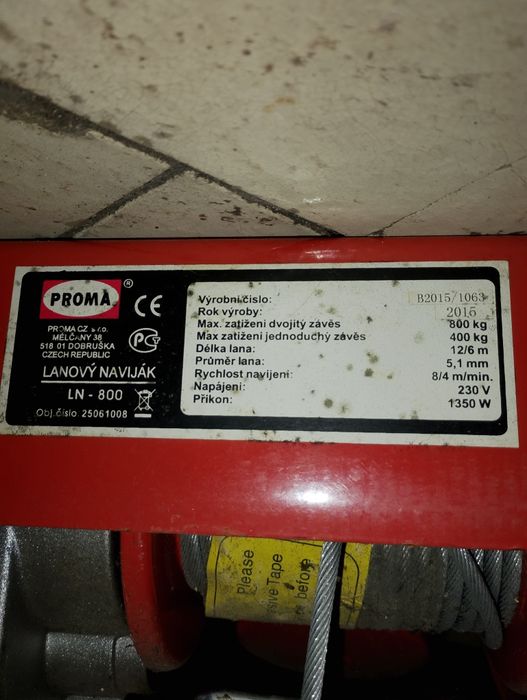 PROMA®
CE
PROMA CZ s.r.o.
MĚLČANY 38
518 01 DOBRUŠKA
CZECH REPUBLIC
LANOVÝ NAVIJÁK
LN - 800
Obj.číslo 25061008
Výrobní číslo: B2015/1063
Rok výroby: 2015
Max. zatížení dvojitý závěs 800 kg
Max zatížení jednoduchý závěs 400 kg
Délka lana: 12/6 m
Průměr lana: 5,1 mm
Rychlost navíjení: 8/4 m/min.
Napájení: 230 V
Příkon: 1350 W
Please
sive Tape
before